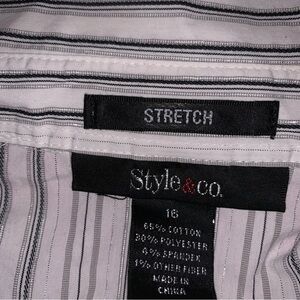 STRETCH
Style&co.
16
65% COTTON
30% POLYESTER
4% SPANDEX
1% OTHER FIBER
MADE IN
CHINA